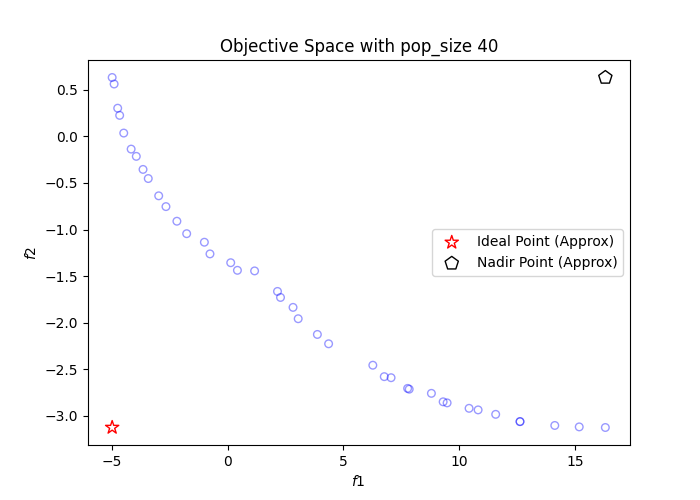 Objective Space with pop_size 40
0.5
0.0
−0.5
−1.0
−1.5
−2.0
−2.5
−3.0
f2
Ideal Point (Approx)
Nadir Point (Approx)
−5 0 5 10 15
f1